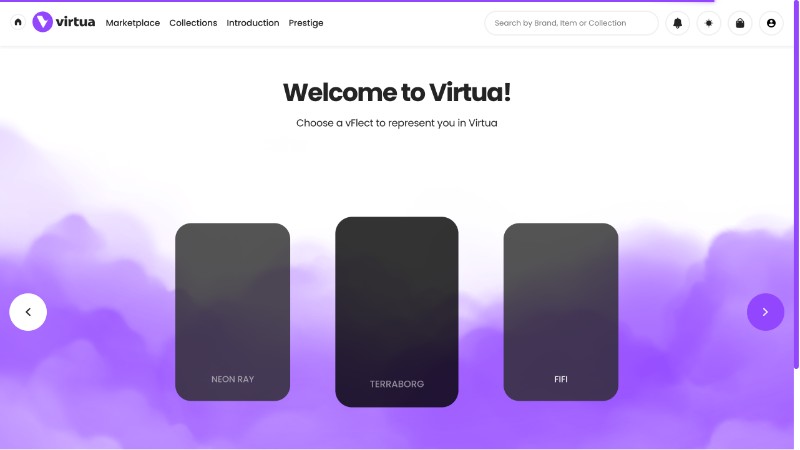 virtua Marketplace Collections Introduction Prestige Search by Brand, Item or Collection
Welcome to Virtua!
Choose a vFlect to represent you in Virtua
NEON RAY
TERRABORG
FIFI